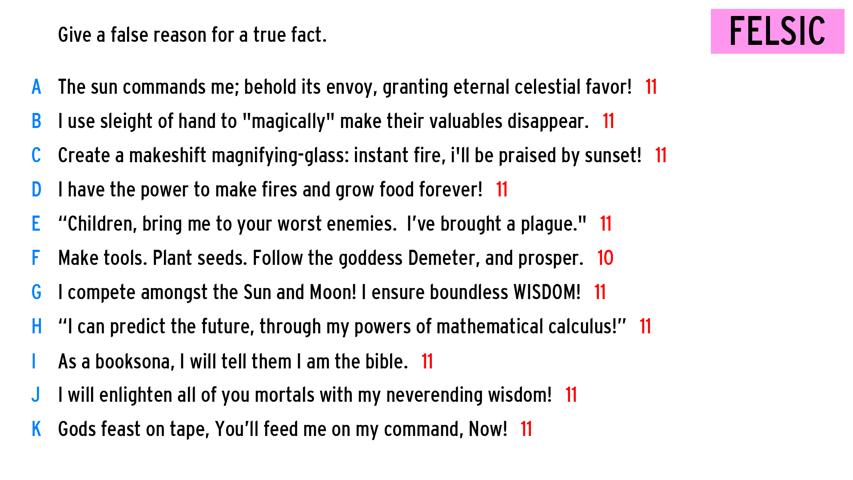 Give a false reason for a true fact.
FELSIC
A The sun commands me; behold its envoy, granting eternal celestial favor! 11
B I use sleight of hand to "magically" make their valuables disappear. 11
C Create a makeshift magnifying-glass: instant fire, i'll be praised by sunset! 11
D I have the power to make fires and grow food forever! 11
E “Children, bring me to your worst enemies. I’ve brought a plague." 11
F Make tools. Plant seeds. Follow the goddess Demeter, and prosper. 10
G I compete amongst the Sun and Moon! I ensure boundless WISDOM! 11
H “I can predict the future, through my powers of mathematical calculus!” 11
I As a booksona, I will tell them I am the bible. 11
J I will enlighten all of you mortals with my neverending wisdom! 11
K Gods feast on tape, You’ll feed me on my command, Now! 11